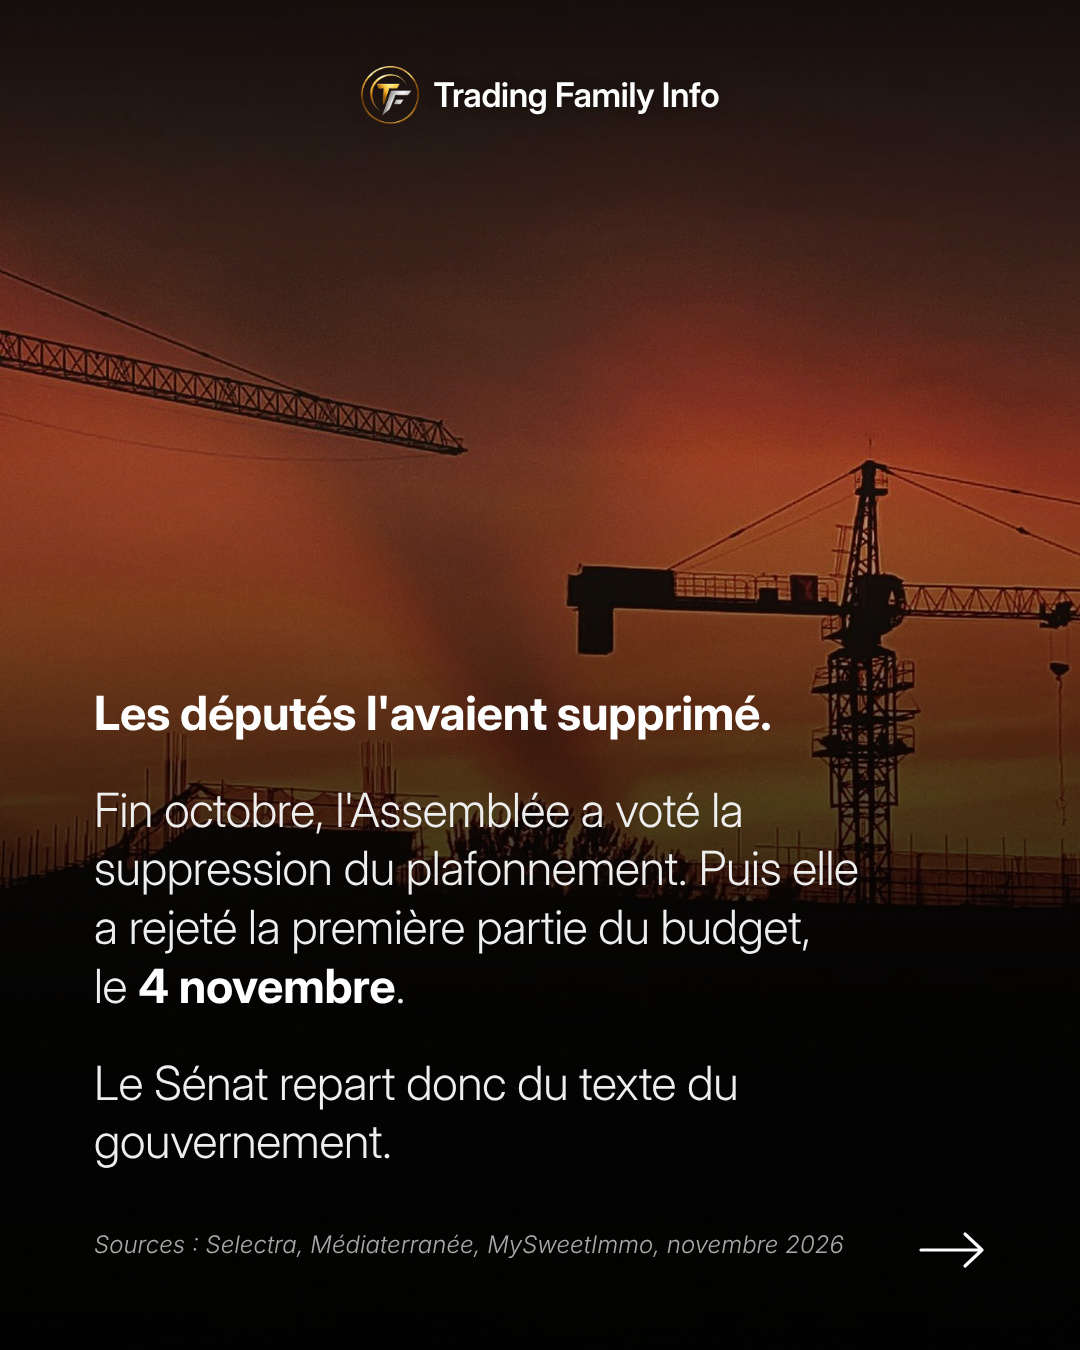 Trading Family Info
Les députés l'avaient supprimé.
Fin octobre, l'Assemblée a voté la
suppression du plafonnement. Puis elle
a rejeté la première partie du budget,
le 4 novembre.
Le Sénat repart donc du texte du
gouvernement.
Sources : Selectra, Médiaterranée, MySweetImmo, novembre 2026